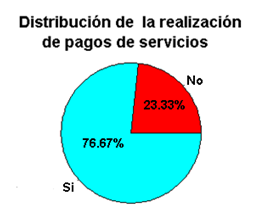 Distribución de la realización
de pagos de servicios
No
23.33%
76.67%
Si